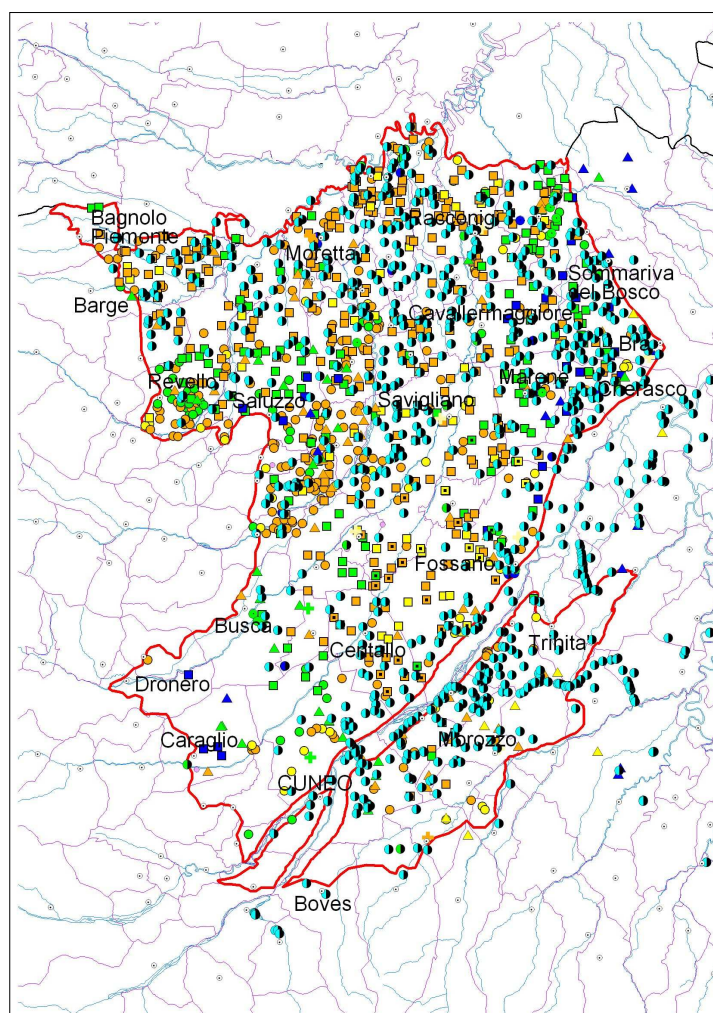 Bagnolo
Piemonte
Racconigi
Moretta
Sommariva
del Bosco
Barge
Cavallermaggiore
Bra
Revello
Marene
Cherasco
Saluzzo
Savigliano
Fossano
Busca
Trinita'
Centallo
Dronero
Caraglio
Morozzo
CUNEO
Boves